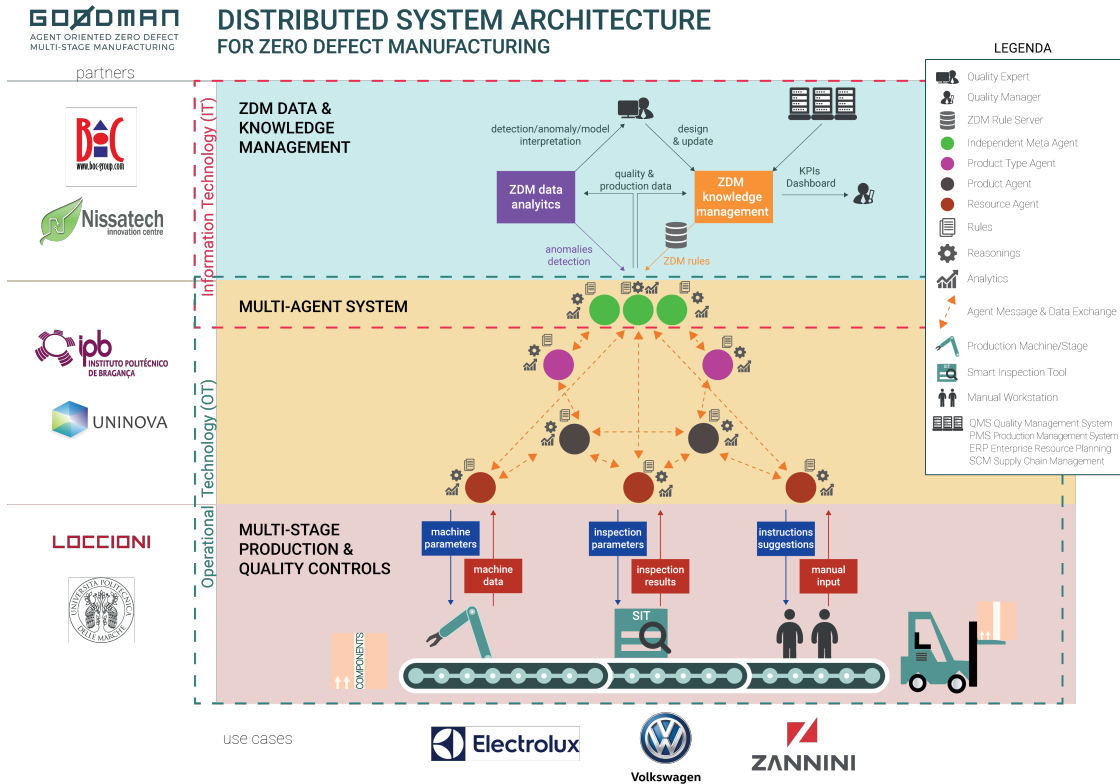 GOODMAN
AGENT ORIENTED ZERO DEFECT
MULTI-STAGE MANUFACTURING
DISTRIBUTED SYSTEM ARCHITECTURE
FOR ZERO DEFECT MANUFACTURING
partners
BOC
www.boc-group.com
Nissatech
innovation centre
ipb
INSTITUTO POLITÉCNICO
DE BRAGANÇA
UNINOVA
LOCCIONI
UNIVERSITÀ POLITECNICA
DELLE MARCHE
Information Technology (IT)
Operational Technology (OT)
ZDM DATA &
KNOWLEDGE
MANAGEMENT
detection/anomaly/model
interpretation
design
& update
ZDM data
analyitcs
quality &
production data
ZDM
knowledge
management
KPIs
Dashboard
anomalies
detection
ZDM rules
MULTI-AGENT SYSTEM
MULTI-STAGE
PRODUCTION &
QUALITY CONTROLS
machine
parameters
machine
data
inspection
parameters
inspection
results
instructions
suggestions
manual
input
COMPONENTS
SIT
LEGENDA
Quality Expert
Quality Manager
ZDM Rule Server
Independent Meta Agent
Product Type Agent
Product Agent
Resource Agent
Rules
Reasonings
Analytics
Agent Message & Data Exchange
Production Machine/Stage
Smart Inspection Tool
Manual Workstation
QMS Quality Management System
PMS Production Management System
ERP Enterprise Resource Planning
SCM Supply Chain Management
use cases
Electrolux
Volkswagen
ZANNINI